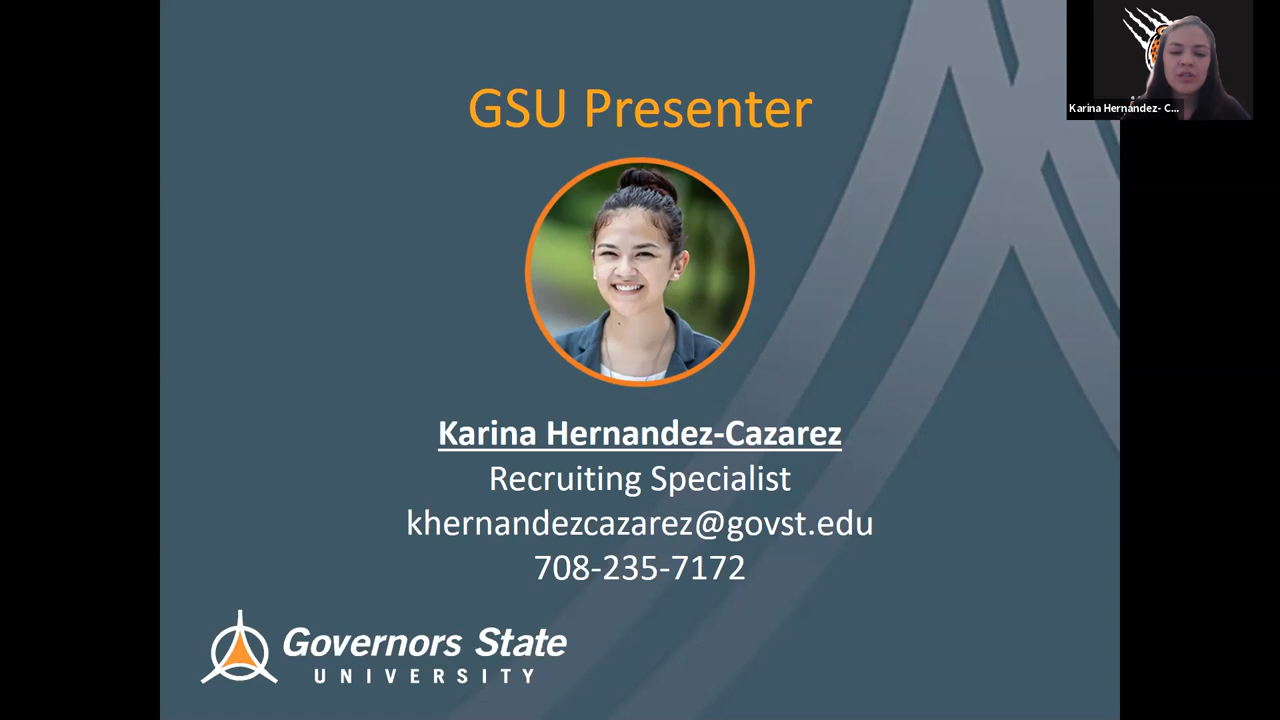 GSU Presenter
Karina Hernandez- C...
Karina Hernandez-Cazarez
Recruiting Specialist
khernandezcazarez@govst.edu
708-235-7172
Governors State
UNIVERSITY